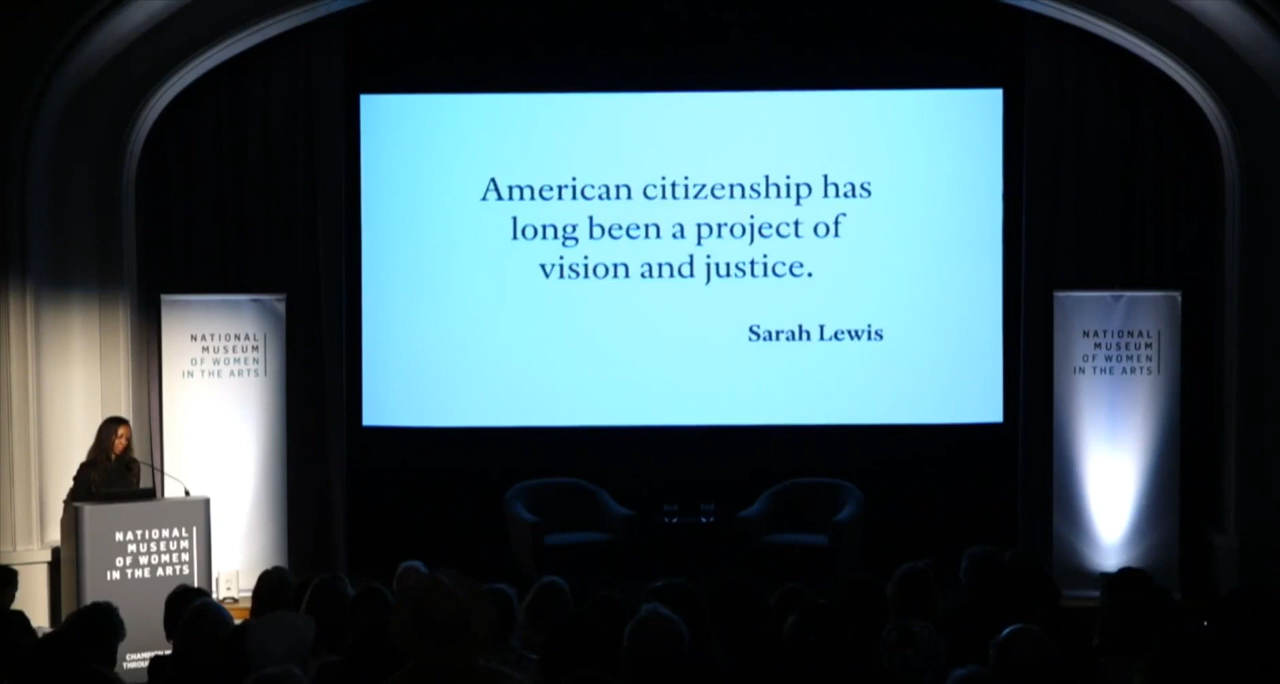 American citizenship has
long been a project of
vision and justice.
Sarah Lewis
NATIONAL
MUSEUM
OF WOMEN
IN THE ARTS
NATIONAL
MUSEUM
OF WOMEN
IN THE ARTS
NATIONAL
MUSEUM
OF WOMEN
IN THE ARTS